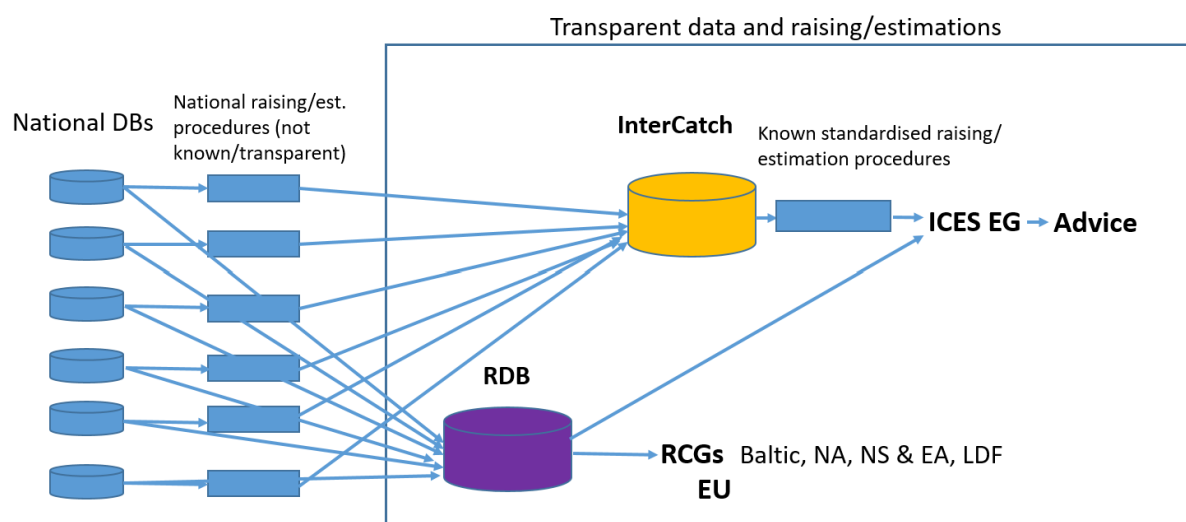 Transparent data and raising/estimations
National DBs
National raising/est.
procedures (not
known/transparent)
InterCatch
Known standardised raising/
estimation procedures
ICES EG
Advice
RDB
RCGs Baltic, NA, NS & EA, LDF
EU